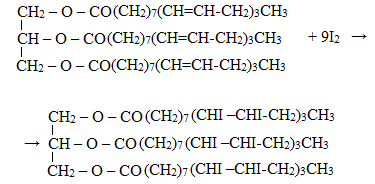 CH2 – O – CO(CH2)7(CH=CH-CH2)3CH3
CH – O – CO(CH2)7(CH=CH-CH2)3CH3 + 9I2 →
CH2 – O – CO(CH2)7(CH=CH-CH2)3CH3
CH2 – O – CO(CH2)7(CHI –CHI-CH2)3CH3
→ CH – O – CO(CH2)7(CHI –CHI-CH2)3CH3
CH2 – O – CO(CH2)7(CHI –CHI-CH2)3CH3